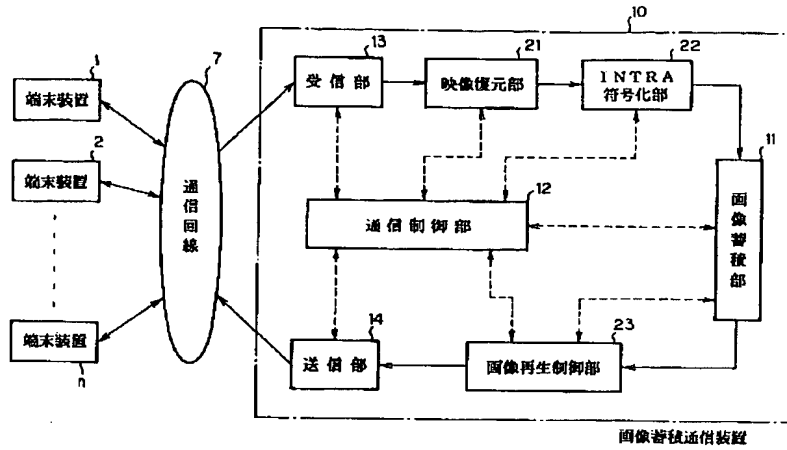 10
1
端末装置
2
端末装置
n
端末装置
7
通信回線
13
受信部
21
映像復元部
22
INTRA
符号化部
11
画像蓄積部
12
通信制御部
14
送信部
23
画像再生制御部
画像蓄積通信装置